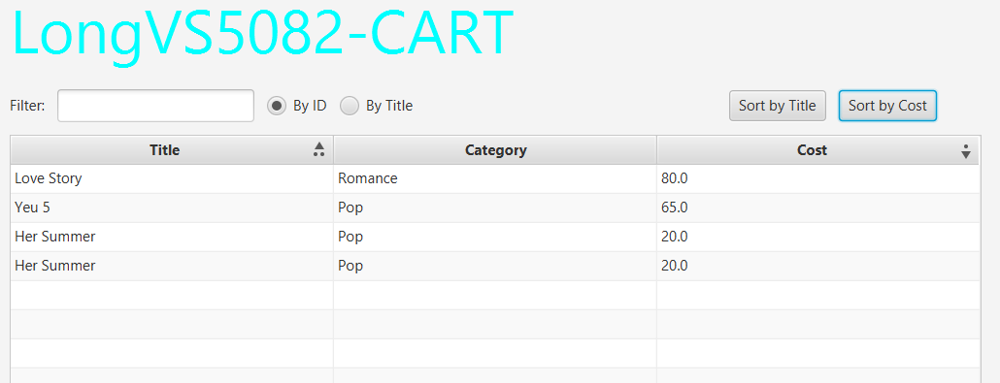 LongVS5082-CART
Filter: By ID By Title Sort by Title Sort by Cost
Title Category Cost
Love Story Romance 80.0
Yeu 5 Pop 65.0
Her Summer Pop 20.0
Her Summer Pop 20.0